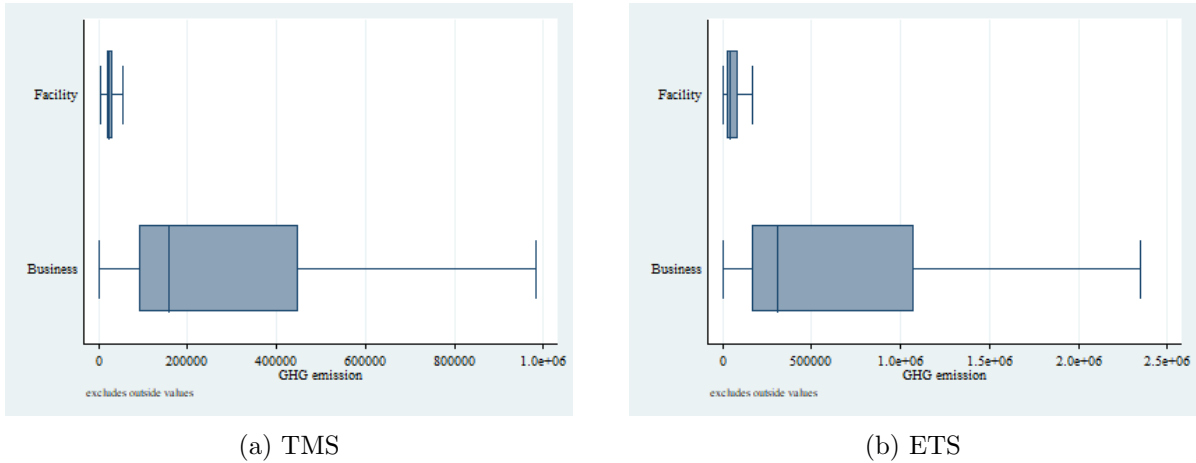 Facility
Business
0 200000 400000 600000 800000 1.0e+06
GHG emission
excludes outside values
(a) TMS
Facility
Business
0 500000 1.0e+06 1.5e+06 2.0e+06 2.5e+06
GHG emission
excludes outside values
(b) ETS